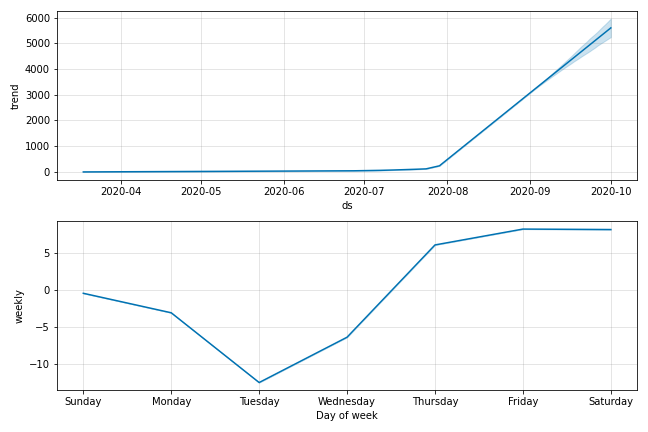 6000
5000
4000
3000
2000
1000
0
trend
2020-04 2020-05 2020-06 2020-07 2020-08 2020-09 2020-10
ds
5
0
−5
−10
weekly
Sunday Monday Tuesday Wednesday Thursday Friday Saturday
Day of week